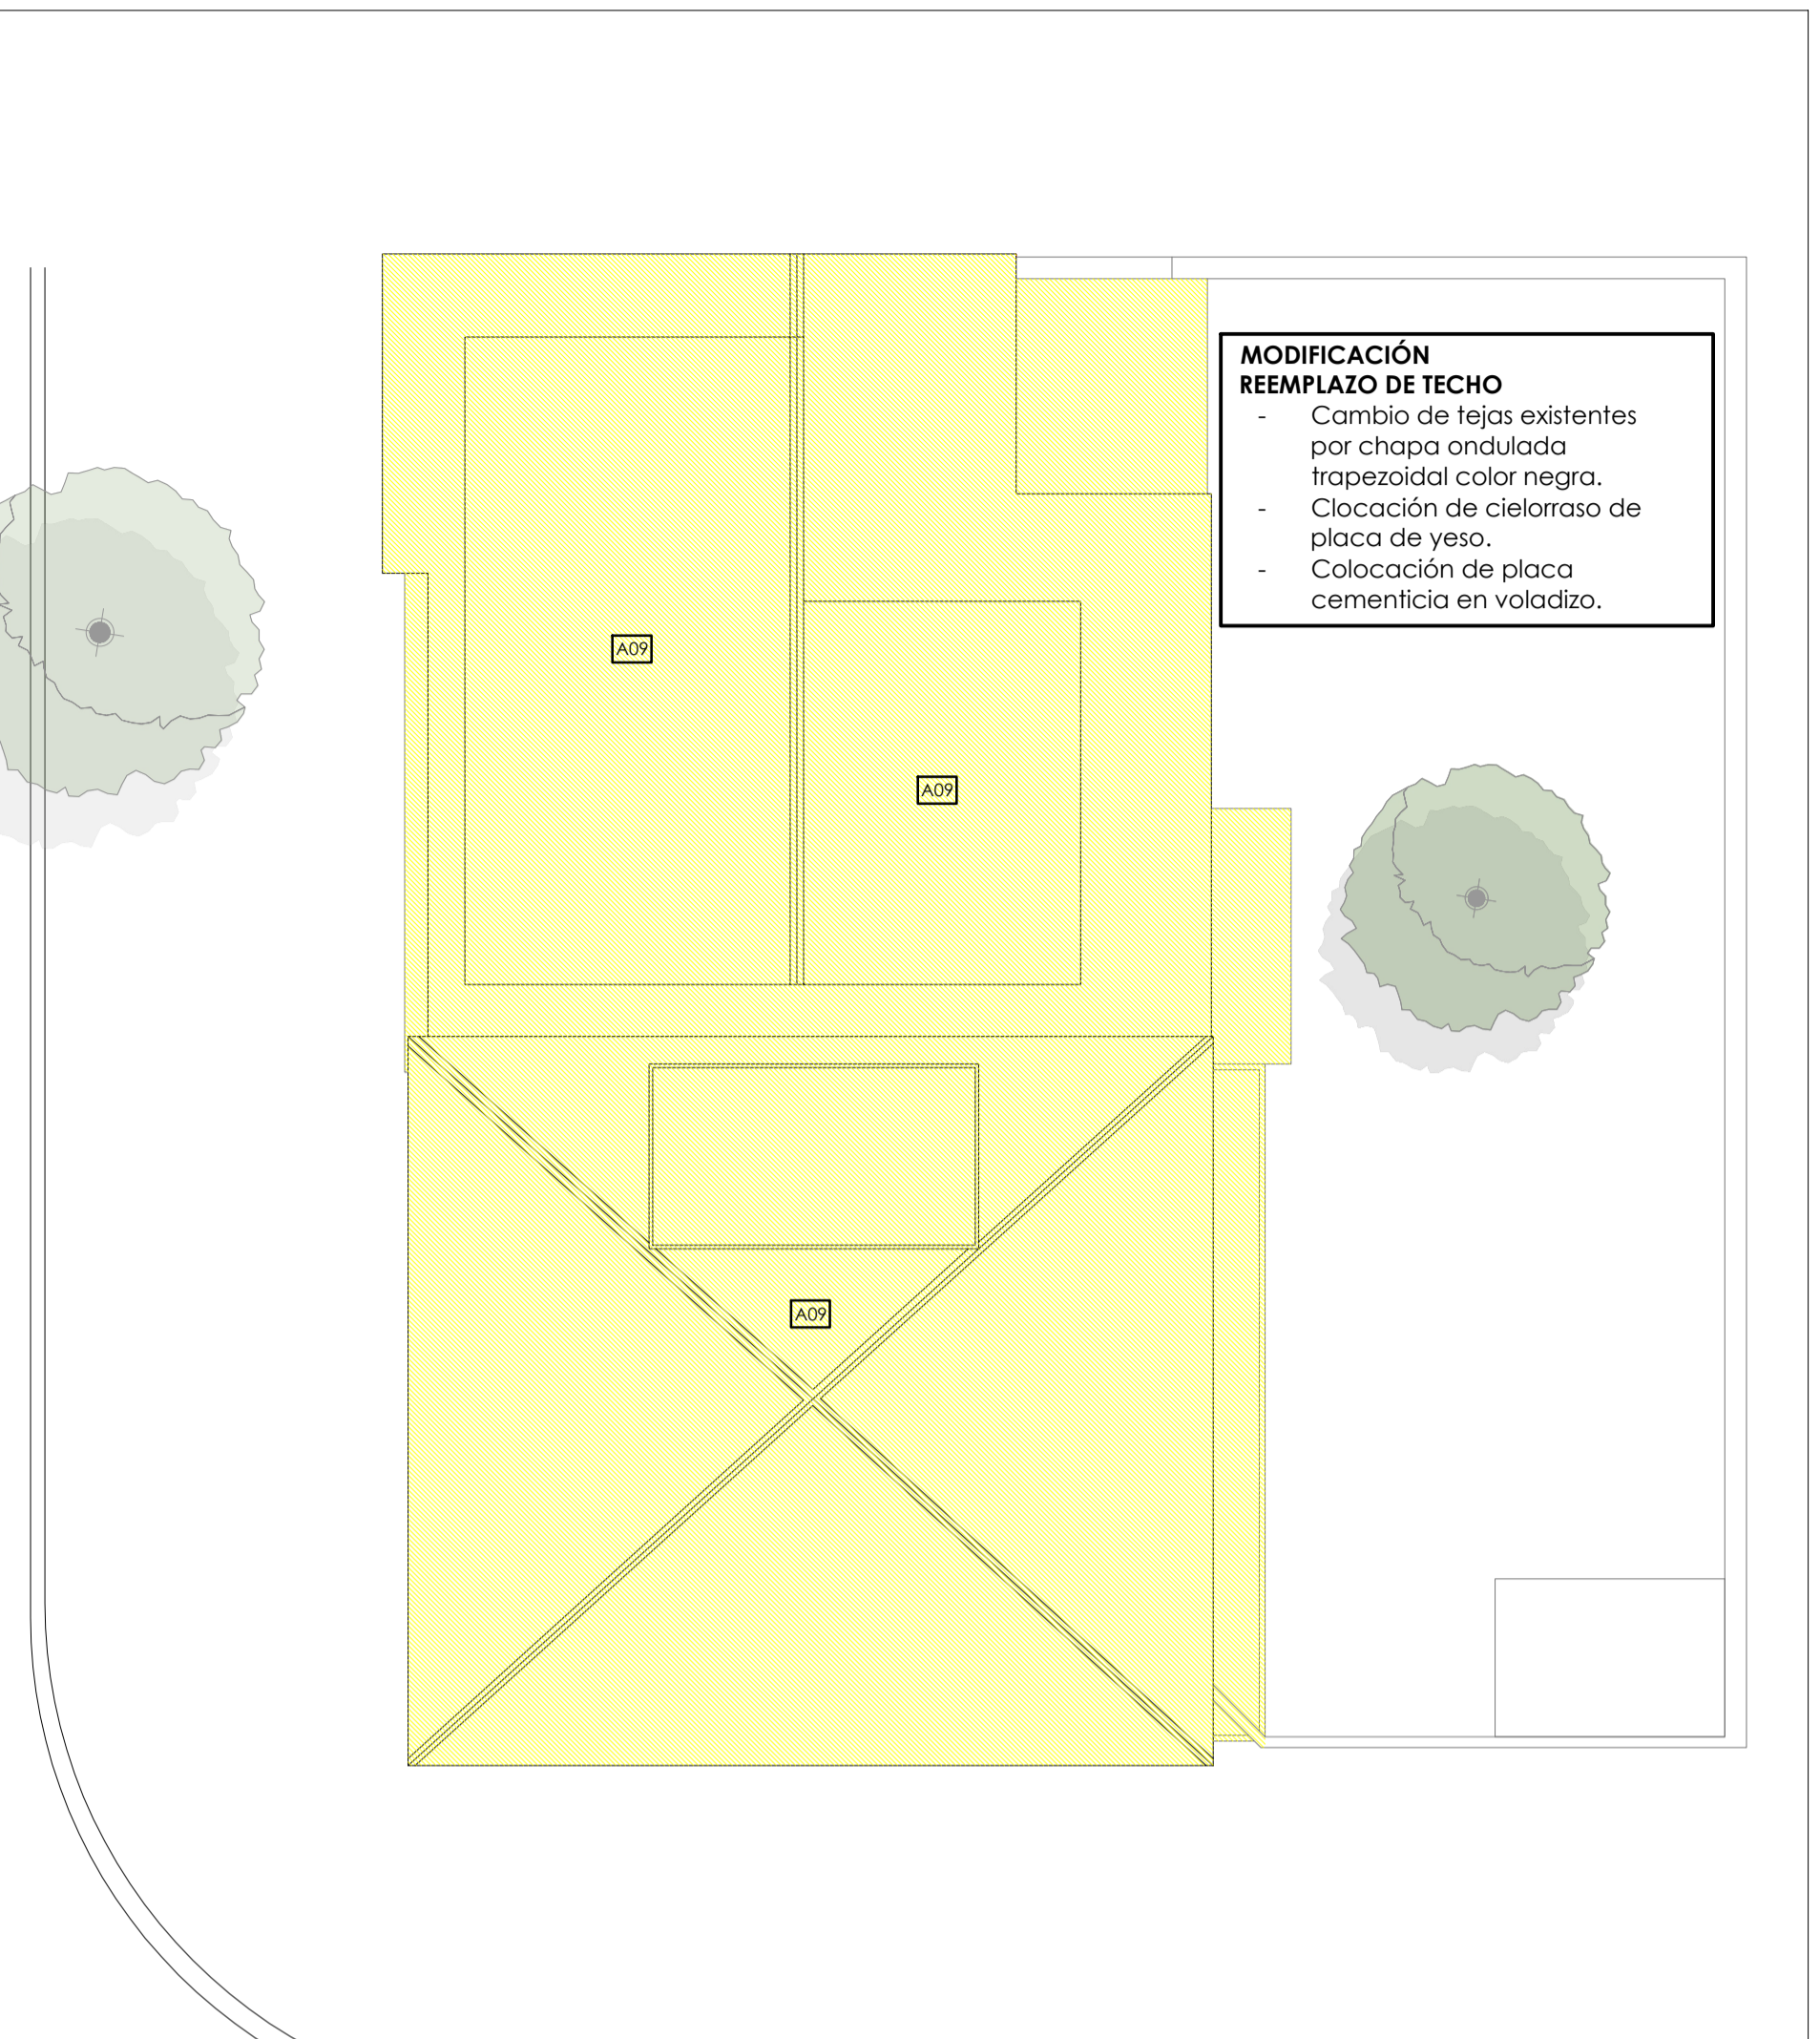 MODIFICACIÓN
REEMPLAZO DE TECHO
- Cambio de tejas existentes
por chapa ondulada
trapezoidal color negra.
- Clocación de cielorraso de
placa de yeso.
- Colocación de placa
cementicia en voladizo.
A09
A09
A09